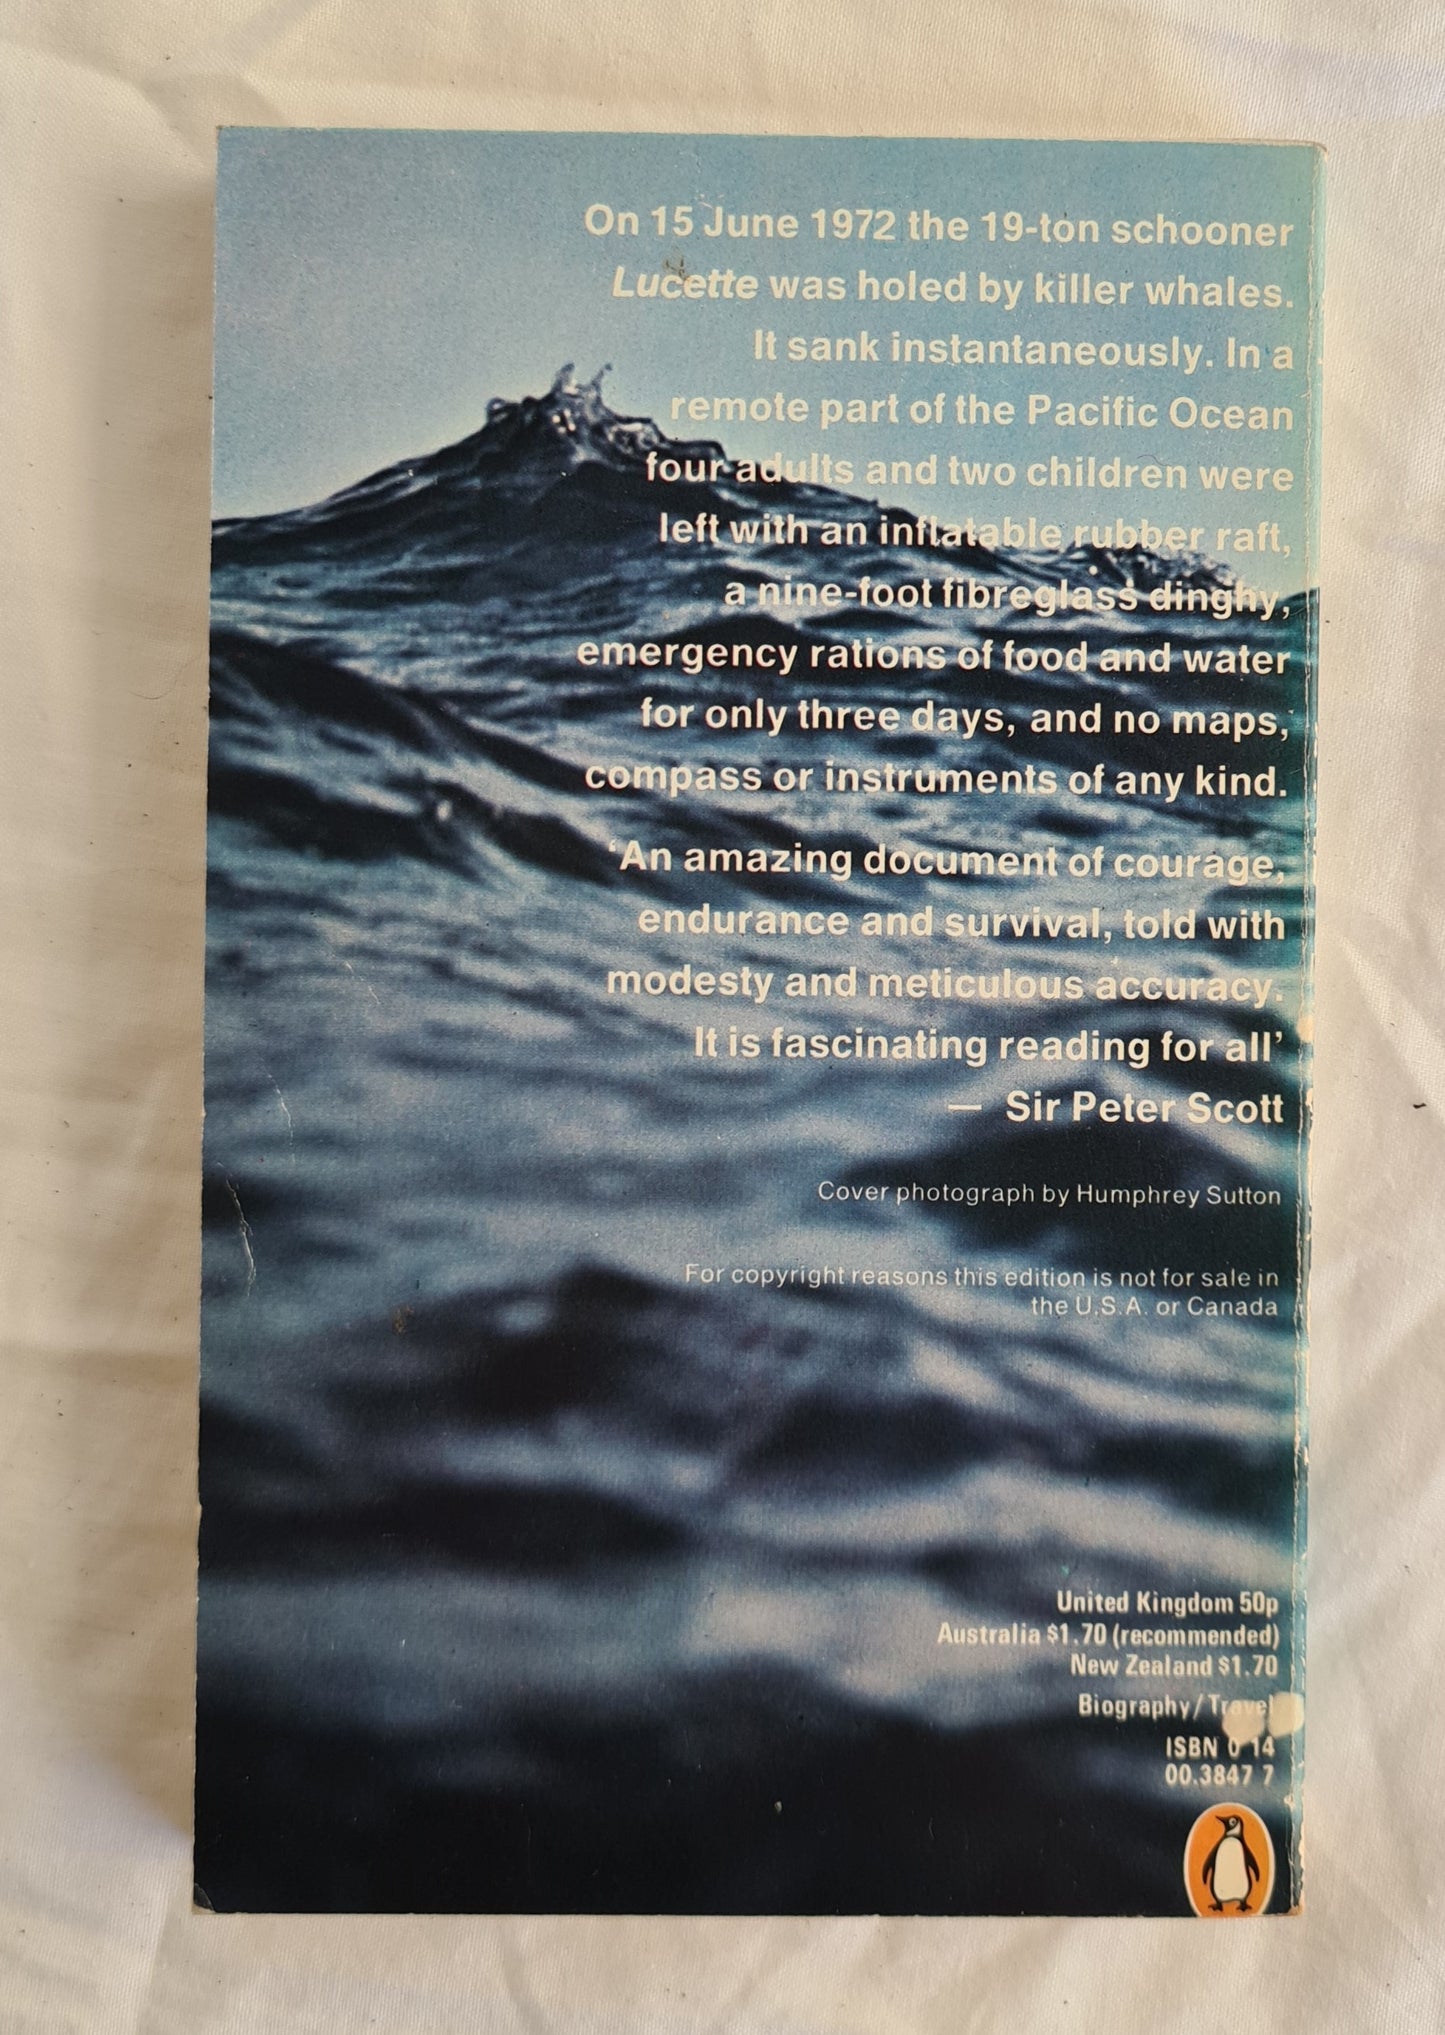 On 15 June 1972 the 19-ton schooner
Lucette was holed by killer whales.
It sank instantaneously. In a
remote part of the Pacific Ocean
four adults and two children were
left with an inflatable rubber raft,
a nine-foot fibreglass dinghy,
emergency rations of food and water
for only three days, and no maps,
compass or instruments of any kind.
‘An amazing document of courage,
endurance and survival, told with
modesty and meticulous accuracy.
It is fascinating reading for all’
— Sir Peter Scott
Cover photograph by Humphrey Sutton
For copyright reasons this edition is not for sale in
the U.S.A. or Canada
United Kingdom 50p
Australia $1.70 (recommended)
New Zealand $1.70
Biography/Travel
ISBN 0 14
00.3847 7